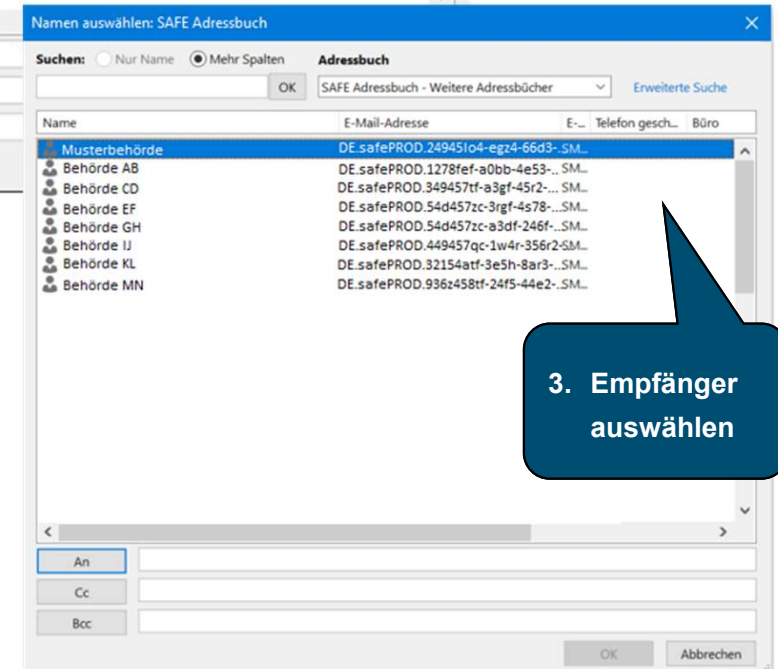 Namen auswählen: SAFE Adressbuch
Suchen: Nur Name Mehr Spalten Adressbuch
OK SAFE Adressbuch - Weitere Adressbücher Erweiterte Suche
Name E-Mail-Adresse E-... Telefon gesch... Büro
Musterbehörde DE.safePROD.24945Io4-egz4-66d3-..SM...
Behörde AB DE.safePROD.1278fef-a0bb-4e53-.. SM...
Behörde CD DE.safePROD.349457tf-a3gf-45r2-... SM...
Behörde EF DE.safePROD.54d457zc-3rgf-4s78-...SM...
Behörde GH DE.safePROD.54d457zc-a3df-246f-..SM...
Behörde IJ DE.safePROD.449457qc-1w4r-356r2-SM...
Behörde KL DE.safePROD.32154atf-3e5h-8ar3-..SM...
Behörde MN DE.safePROD.936z458tf-24f5-44e2-..SM...
3. Empfänger
auswählen
An
Cc
Bcc
OK Abbrechen